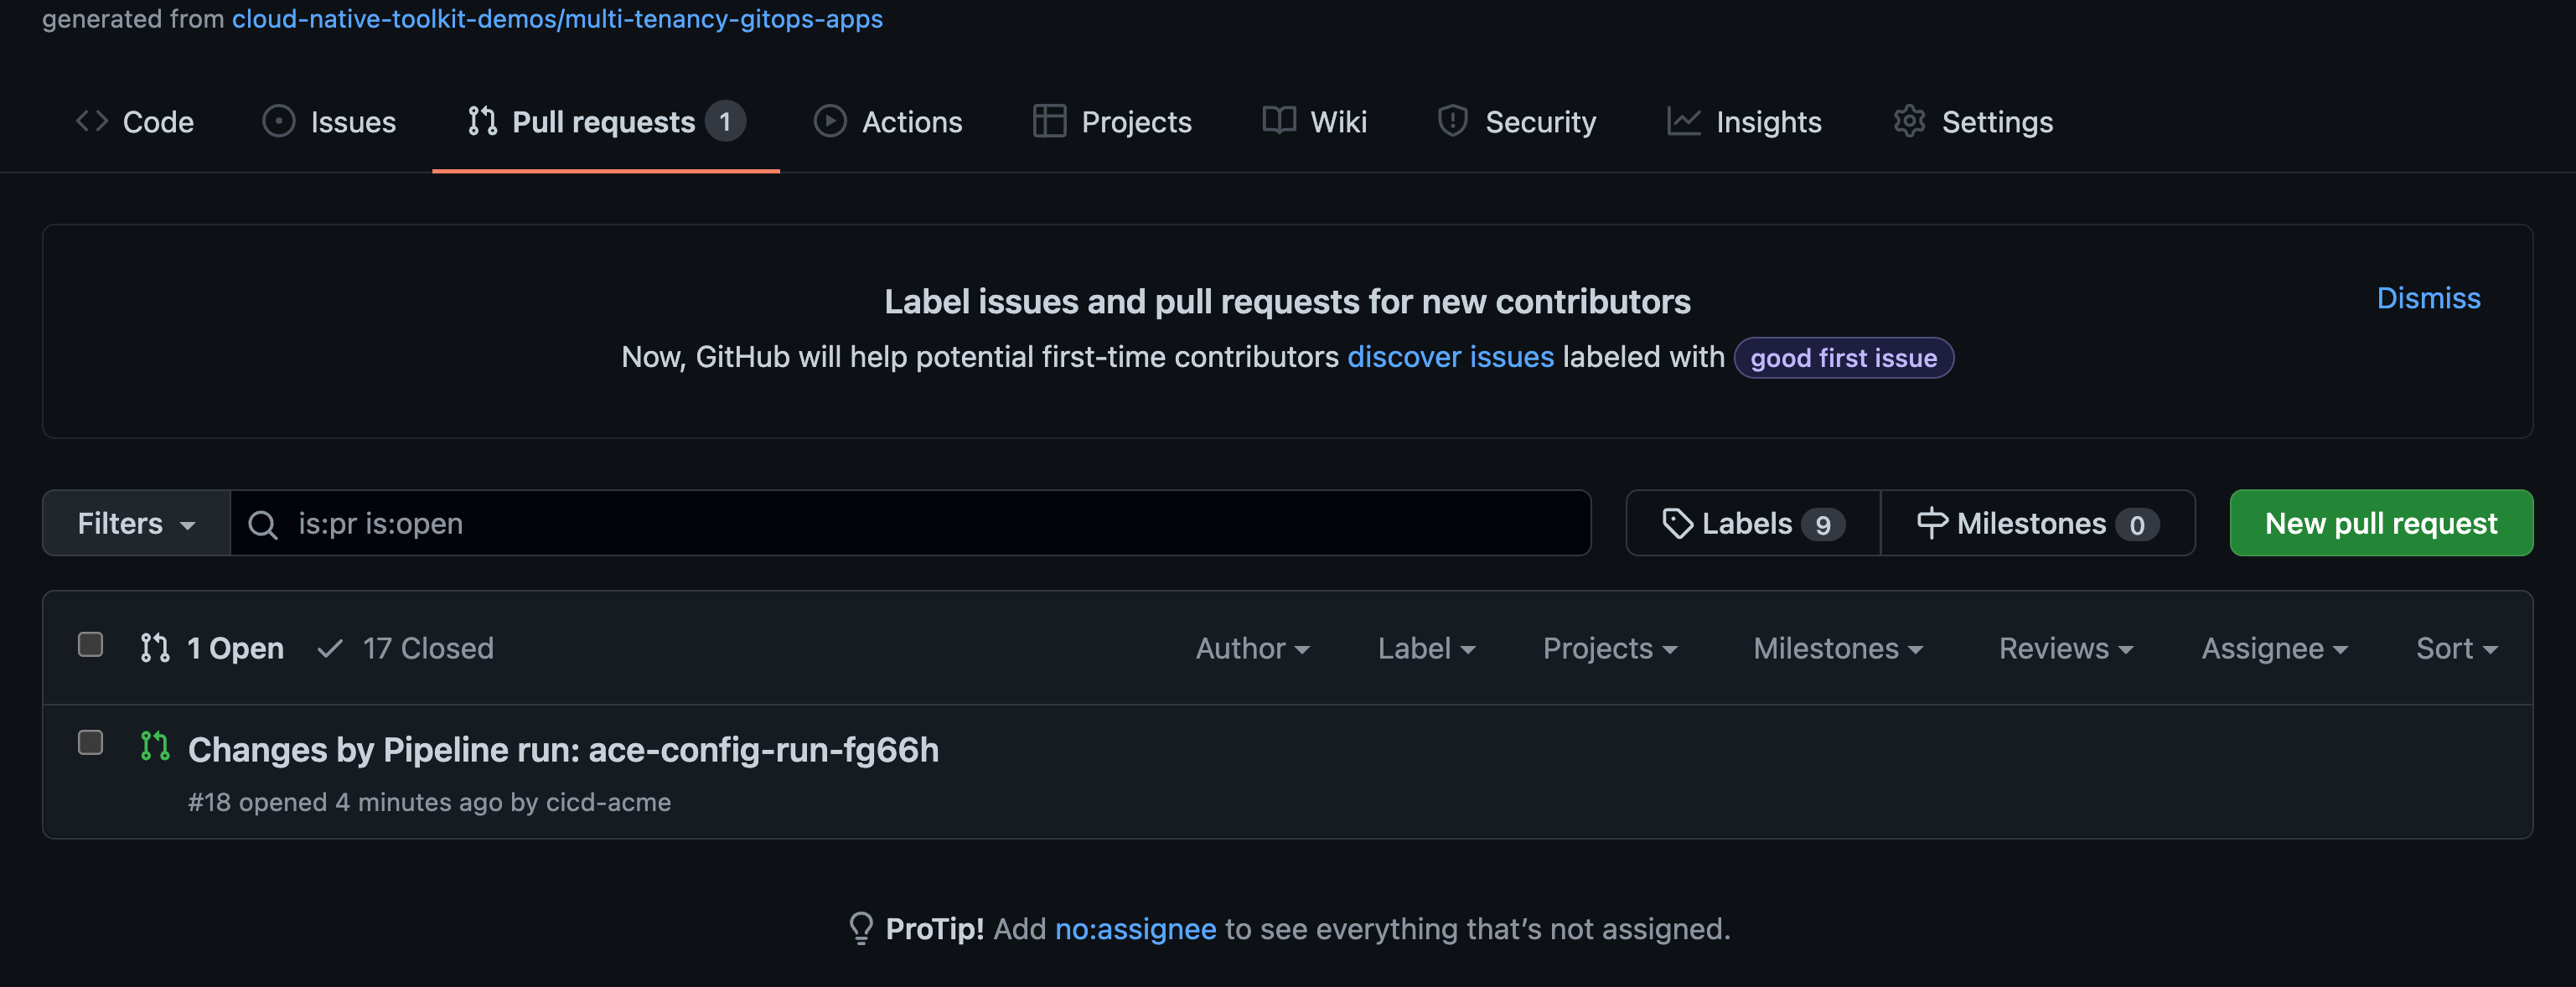 generated from cloud-native-toolkit-demos/multi-tenancy-gitops-apps
Code Issues Pull requests 1 Actions Projects Wiki Security Insights Settings
Label issues and pull requests for new contributors
Dismiss
Now, GitHub will help potential first-time contributors discover issues labeled with good first issue
Filters is:pr is:open Labels 9 Milestones 0 New pull request
1 Open 17 Closed Author Label Projects Milestones Reviews Assignee Sort
Changes by Pipeline run: ace-config-run-fg66h
#18 opened 4 minutes ago by cicd-acme
ProTip! Add no:assignee to see everything that’s not assigned.